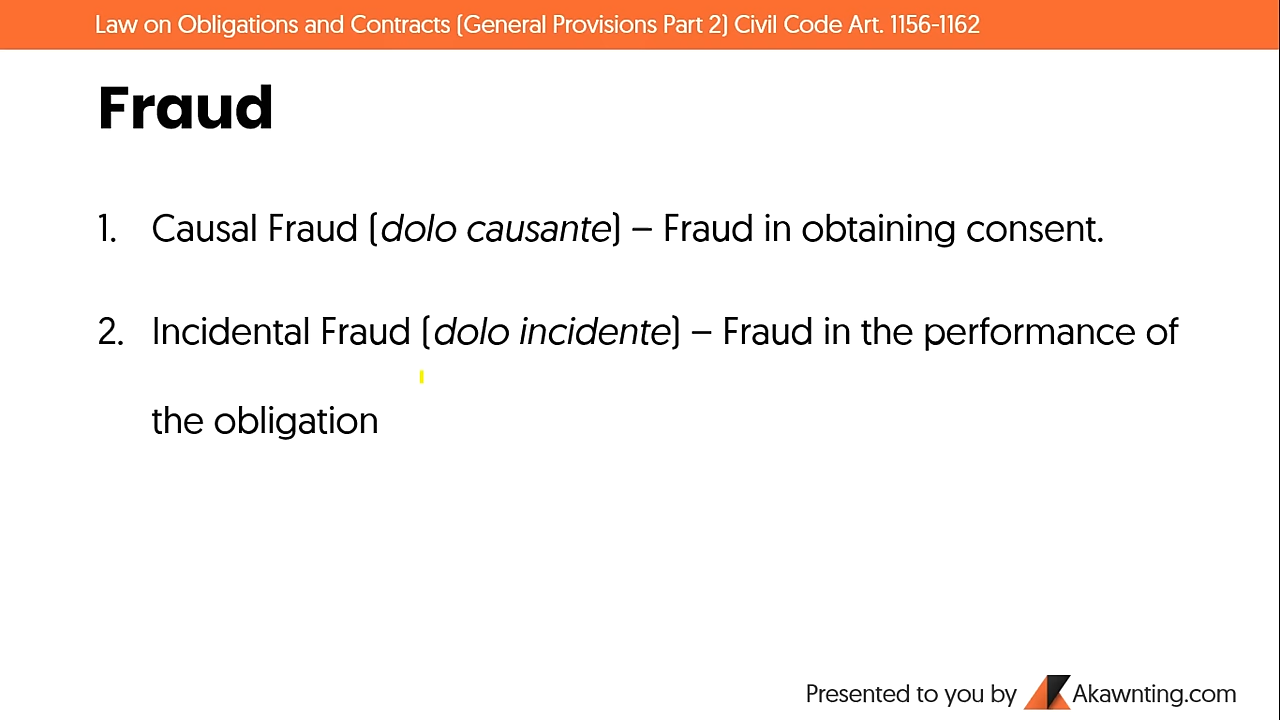 Law on Obligations and Contracts (General Provisions Part 2) Civil Code Art. 1156-1162
Fraud
1. Causal Fraud (dolo causante) – Fraud in obtaining consent.
2. Incidental Fraud (dolo incidente) – Fraud in the performance of
the obligation
Presented to you by Akawnting.com